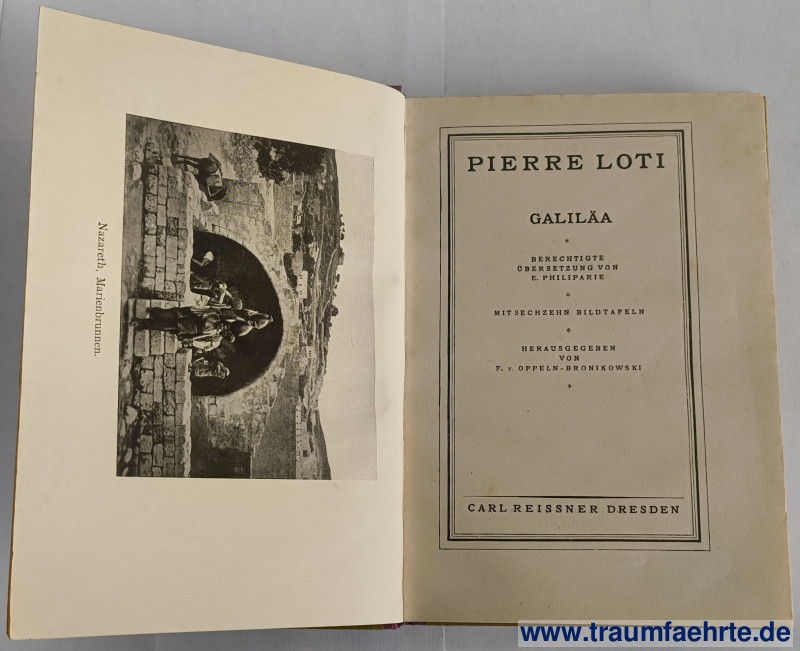 Nazareth, Marienbrunnen.
PIERRE LOTI
GALILÄA
*
BERECHTIGTE
ÜBERSETZUNG VON
E. PHILIPARIE
*
MIT SECHZEHN BILDTAFELN
*
HERAUSGEGEBEN
VON
F. v. OPPELN-BRONIKOWSKI
*
CARL REISSNER DRESDEN
www.traumfaehrte.de